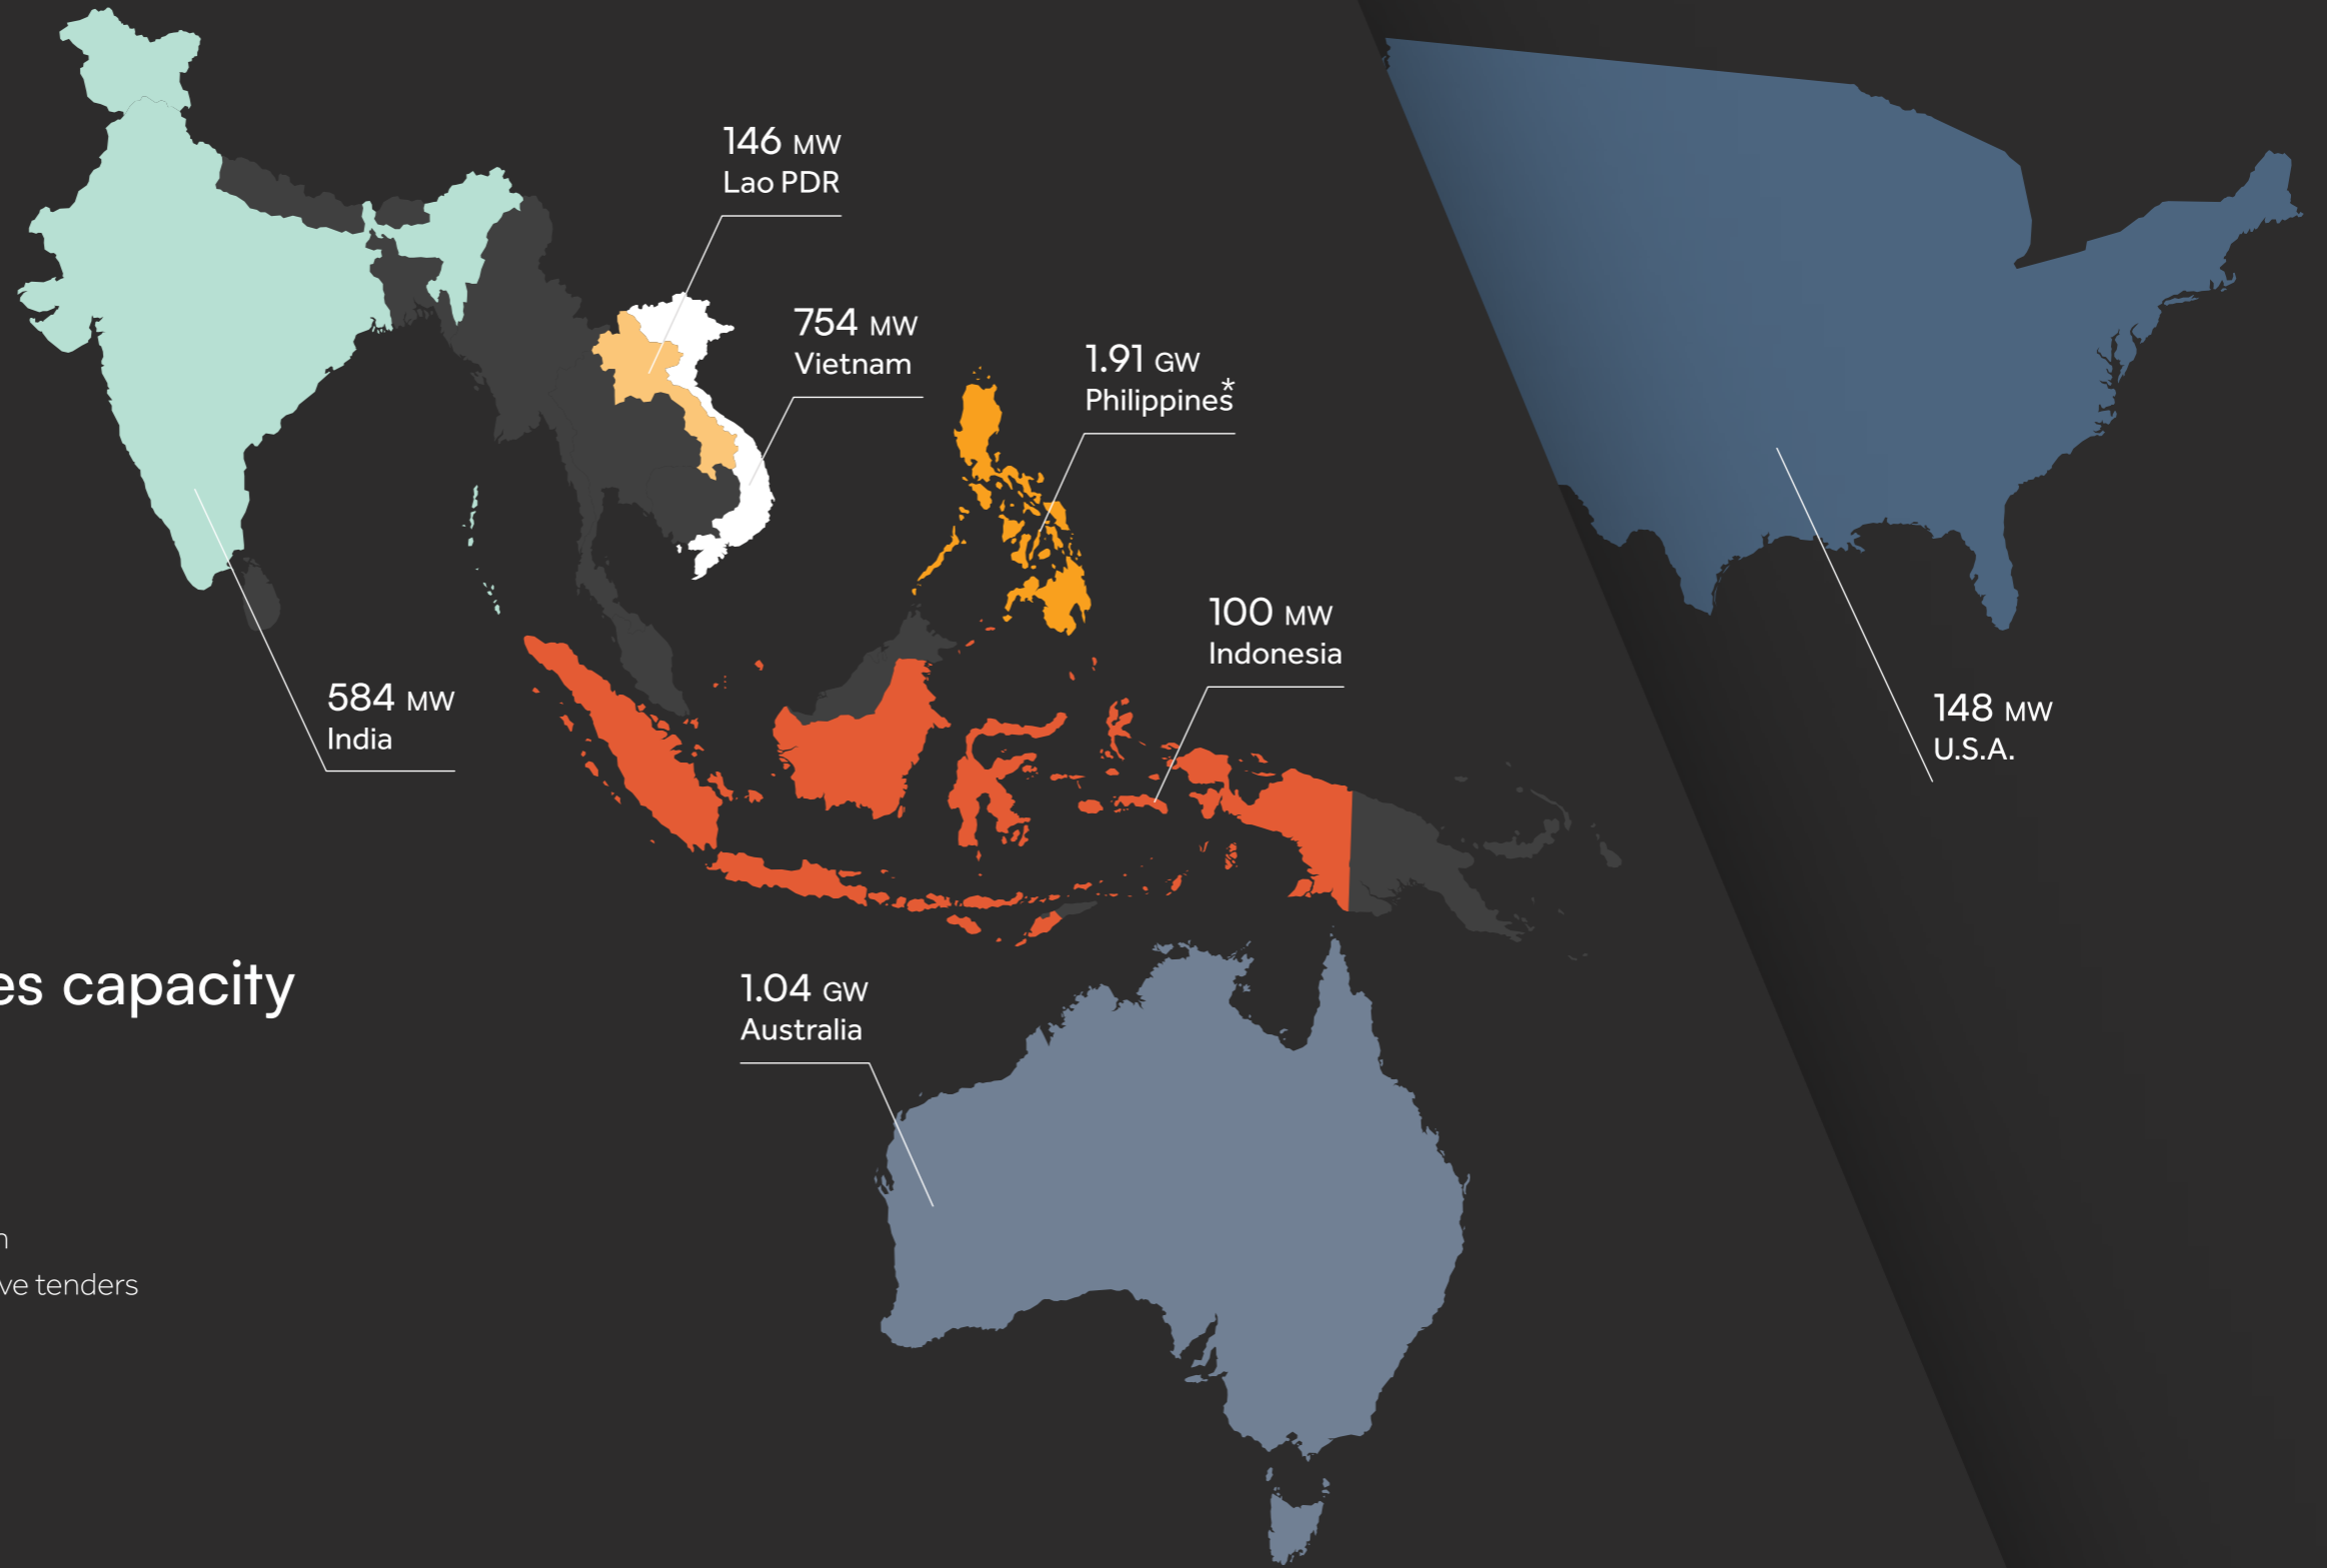 146 MW
Lao PDR
754 MW
Vietnam
1.91 GW
Philippines*
100 MW
Indonesia
584 MW
India
148 MW
U.S.A.
es capacity
1.04 GW
Australia
n
ve tenders